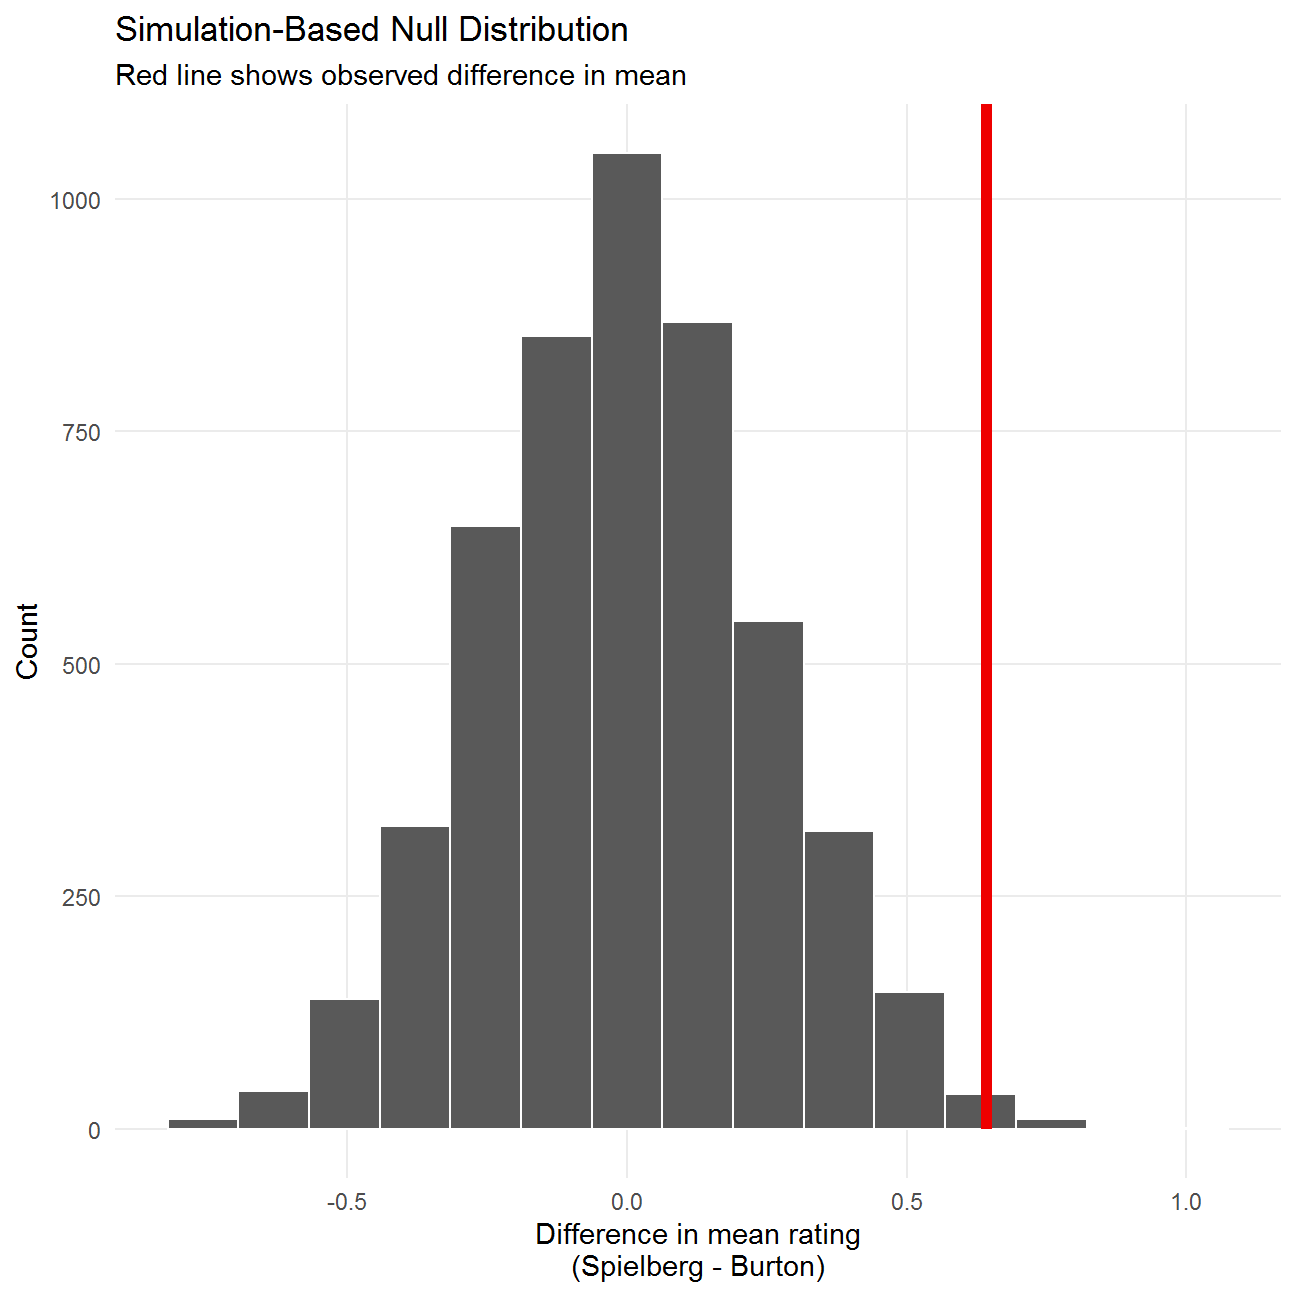 Simulation-Based Null Distribution
Red line shows observed difference in mean
1000
750
500
250
0
Count
-0.5
0.0
0.5
1.0
Difference in mean rating
(Spielberg - Burton)